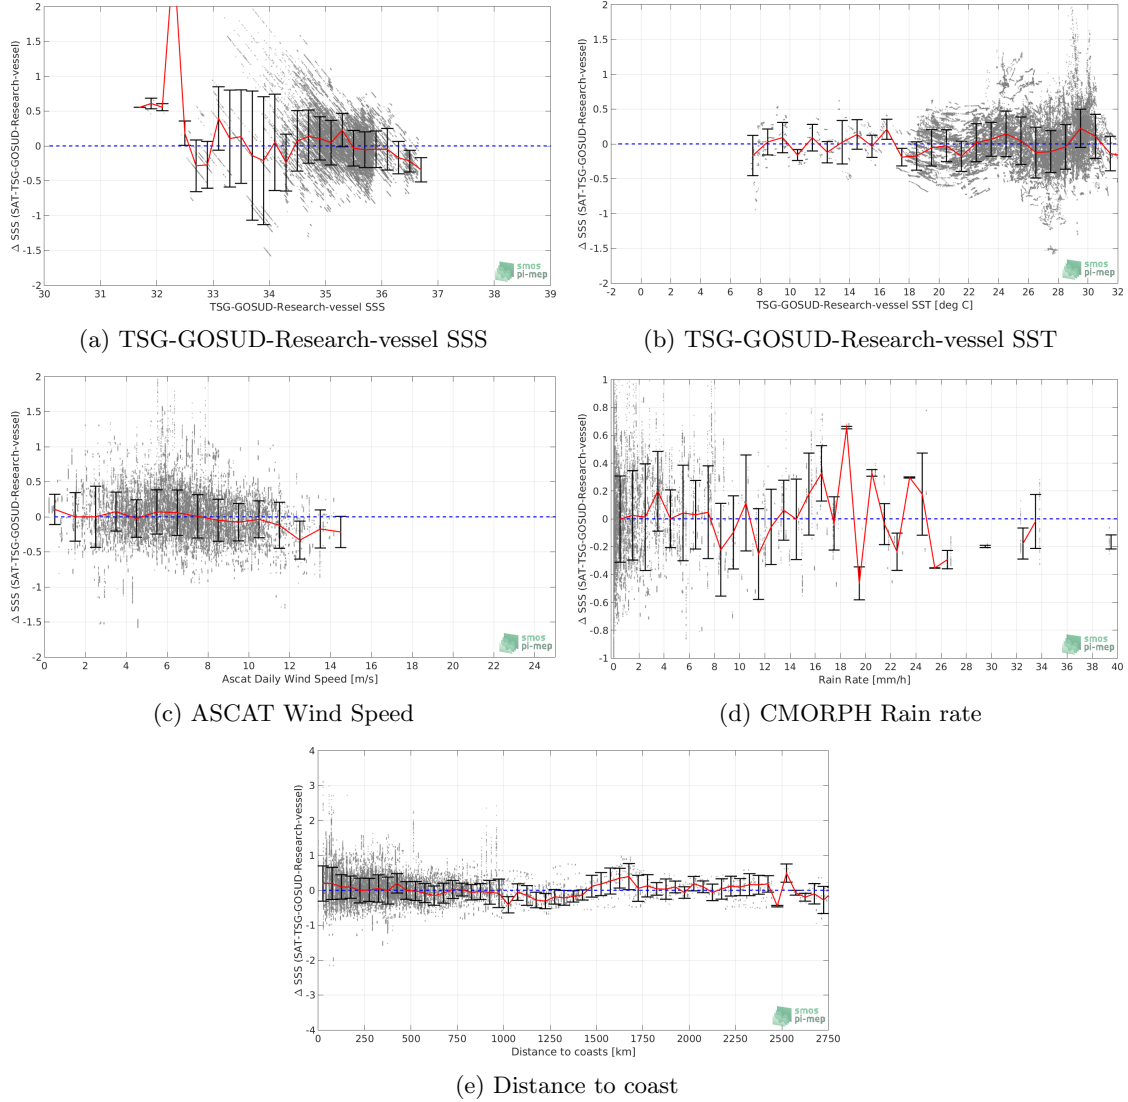 Δ SSS (SAT-TSG-GOSUD-Research-vessel)
2
1.5
1
0.5
0
-0.5
-1
-1.5
-2
30 31 32 33 34 35 36 37 38 39
TSG-GOSUD-Research-vessel SSS
smos
pi-mep
(a) TSG-GOSUD-Research-vessel SSS
Δ SSS (SAT-TSG-GOSUD-Research-vessel)
2
1.5
1
0.5
0
-0.5
-1
-1.5
-2
-2 0 2 4 6 8 10 12 14 16 18 20 22 24 26 28 30 32
TSG-GOSUD-Research-vessel SST [deg C]
smos
pi-mep
(b) TSG-GOSUD-Research-vessel SST
Δ SSS (SAT-TSG-GOSUD-Research-vessel)
2
1.5
1
0.5
0
-0.5
-1
-1.5
-2
0 2 4 6 8 10 12 14 16 18 20 22 24
Ascat Daily Wind Speed [m/s]
smos
pi-mep
(c) ASCAT Wind Speed
Δ SSS (SAT-TSG-GOSUD-Research-vessel)
1
0.8
0.6
0.4
0.2
0
-0.2
-0.4
-0.6
-0.8
-1
0 2 4 6 8 10 12 14 16 18 20 22 24 26 28 30 32 34 36 38 40
Rain Rate [mm/h]
smos
pi-mep
(d) CMORPH Rain rate
Δ SSS (SAT-TSG-GOSUD-Research-vessel)
4
3
2
1
0
-1
-2
-3
-4
0 250 500 750 1000 1250 1500 1750 2000 2250 2500 2750
Distance to coasts [km]
smos
pi-mep
(e) Distance to coast